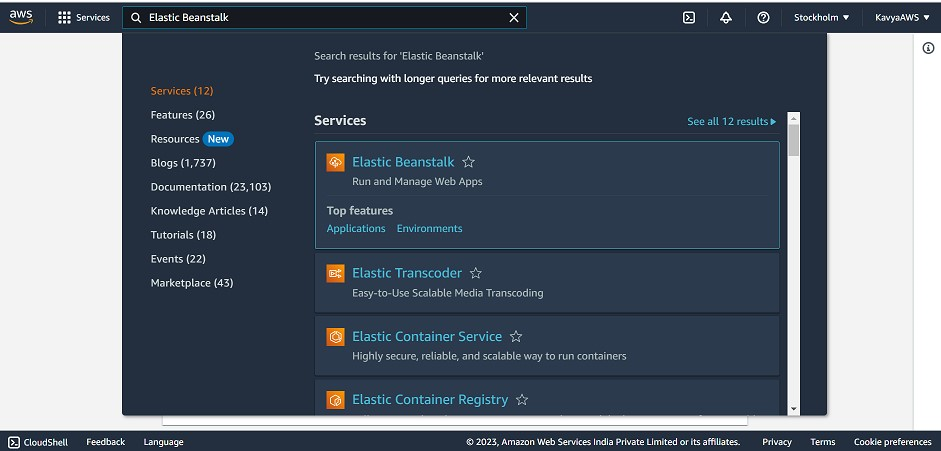 aws
Services
Elastic Beanstalk
Stockholm
KavyaAWS
Search results for 'Elastic Beanstalk'
Try searching with longer queries for more relevant results
Services (12)
Features (26)
Resources New
Blogs (1,737)
Documentation (23,103)
Knowledge Articles (14)
Tutorials (18)
Events (22)
Marketplace (43)
Services
See all 12 results
Elastic Beanstalk
Run and Manage Web Apps
Top features
Applications Environments
Elastic Transcoder
Easy-to-Use Scalable Media Transcoding
Elastic Container Service
Highly secure, reliable, and scalable way to run containers
Elastic Container Registry
CloudShell Feedback Language © 2023, Amazon Web Services India Private Limited or its affiliates. Privacy Terms Cookie preferences